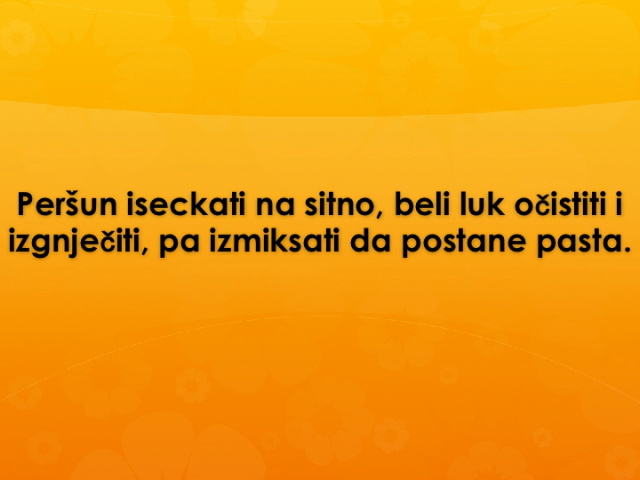 Peršun iseckati na sitno, beli luk očistiti i
izgnječiti, pa izmiksati da postane pasta.